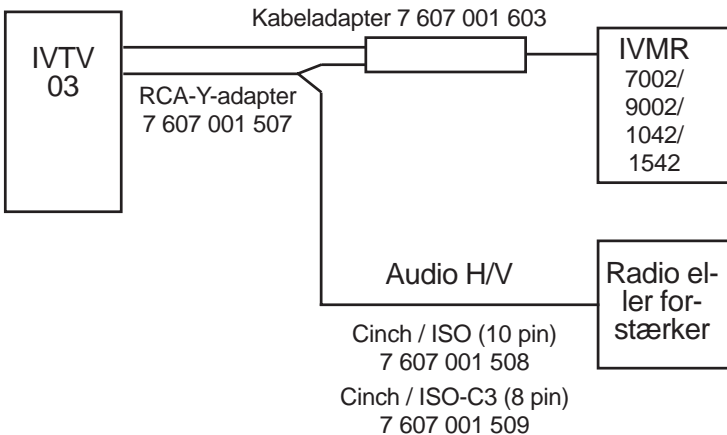 Kabeladapter 7 607 001 603
IVTV
03
RCA-Y-adapter
7 607 001 507
IVMR
7002/
9002/
1042/
1542
Audio H/V
Radio el-
ler for-
stærker
Cinch / ISO (10 pin)
7 607 001 508
Cinch / ISO-C3 (8 pin)
7 607 001 509